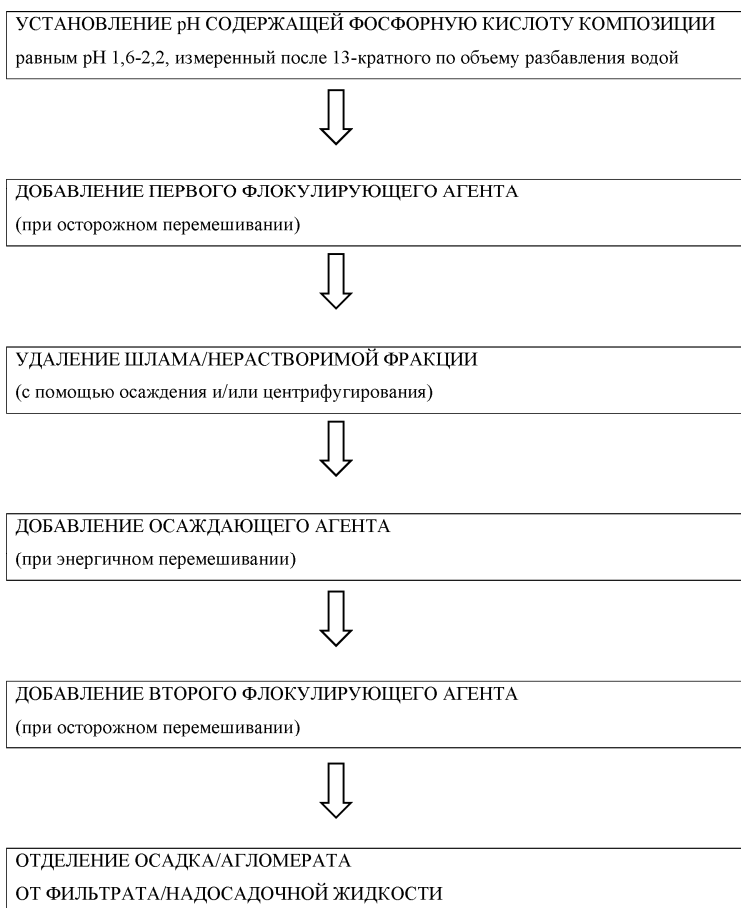 УСТАНОВЛЕНИЕ pH СОДЕРЖАЩЕЙ ФОСФОРНУЮ КИСЛОТУ КОМПОЗИЦИИ
равным pH 1,6-2,2, измеренный после 13-кратного по объему разбавления водой
ДОБАВЛЕНИЕ ПЕРВОГО ФЛОКУЛИРУЮЩЕГО АГЕНТА
(при осторожном перемешивании)
УДАЛЕНИЕ ШЛАМА/НЕРАСТВОРИМОЙ ФРАКЦИИ
(с помощью осаждения и/или центрифугирования)
ДОБАВЛЕНИЕ ОСАЖДАЮЩЕГО АГЕНТА
(при энергичном перемешивании)
ДОБАВЛЕНИЕ ВТОРОГО ФЛОКУЛИРУЮЩЕГО АГЕНТА
(при осторожном перемешивании)
ОТДЕЛЕНИЕ ОСАДКА/АГЛОМЕРАТА
ОТ ФИЛЬТРАТА/НАДОСАДОЧНОЙ ЖИДКОСТИ